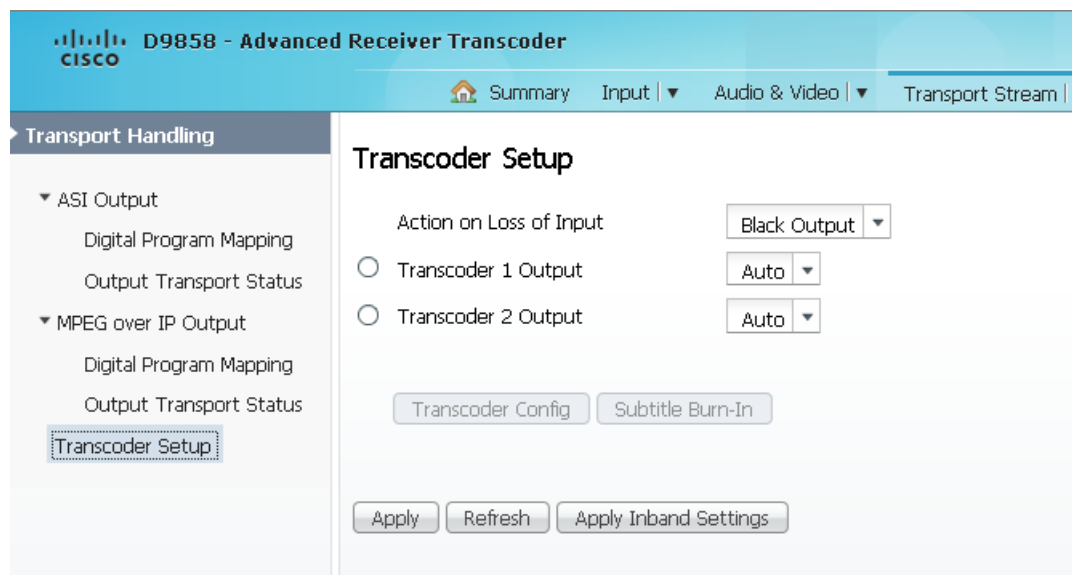 CISCO
D9858 - Advanced Receiver Transcoder
Summary Input | ▼ Audio & Video | ▼ Transport Stream |
Transport Handling
ASI Output
Digital Program Mapping
Output Transport Status
MPEG over IP Output
Digital Program Mapping
Output Transport Status
Transcoder Setup
Transcoder Setup
Action on Loss of Input Black Output
Transcoder 1 Output Auto
Transcoder 2 Output Auto
Transcoder Config Subtitle Burn-In
Apply Refresh Apply Inband Settings